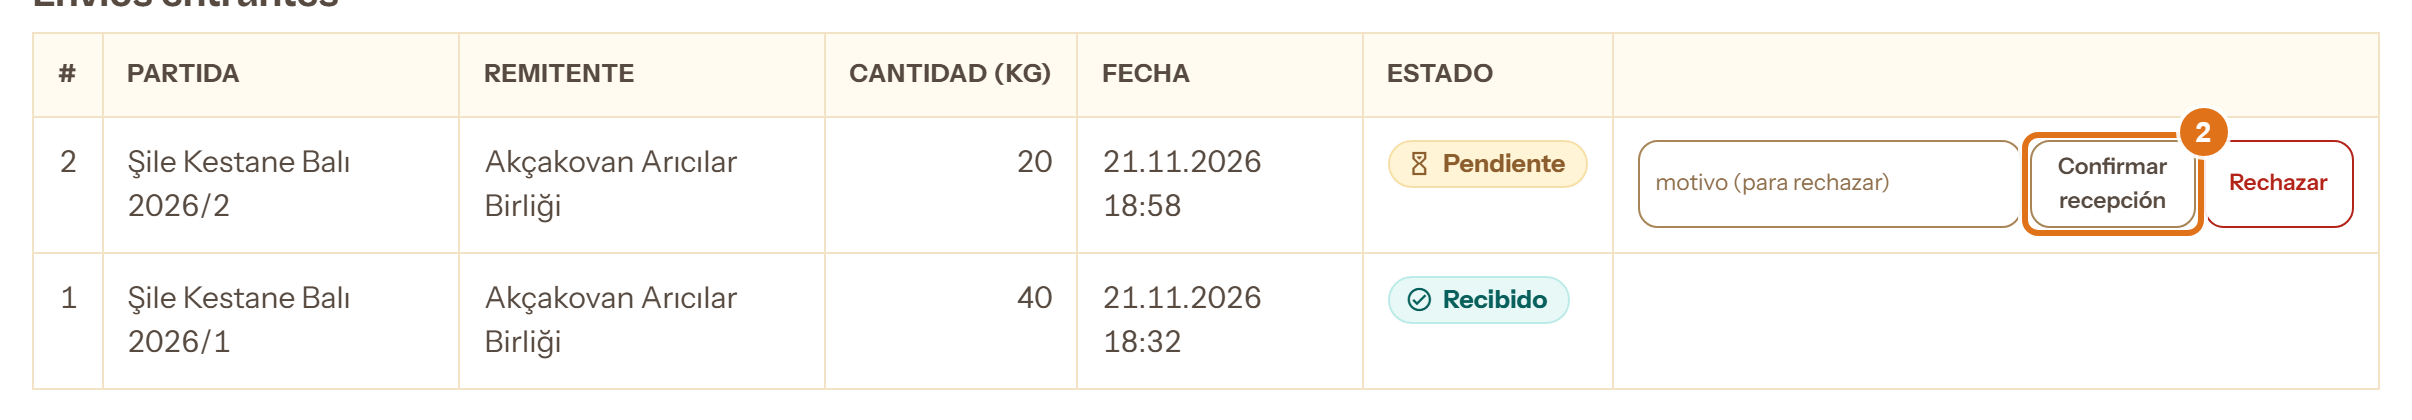 Envíos entrantes
# PARTIDA REMITENTE CANTIDAD (KG) FECHA ESTADO
2 Şile Kestane Balı 2026/2 Akçakovan Arıcılar Birliği 20 21.11.2026 18:58 Pendiente motivo (para rechazar) Confirmar recepción Rechazar
2
1 Şile Kestane Balı 2026/1 Akçakovan Arıcılar Birliği 40 21.11.2026 18:32 Recibido